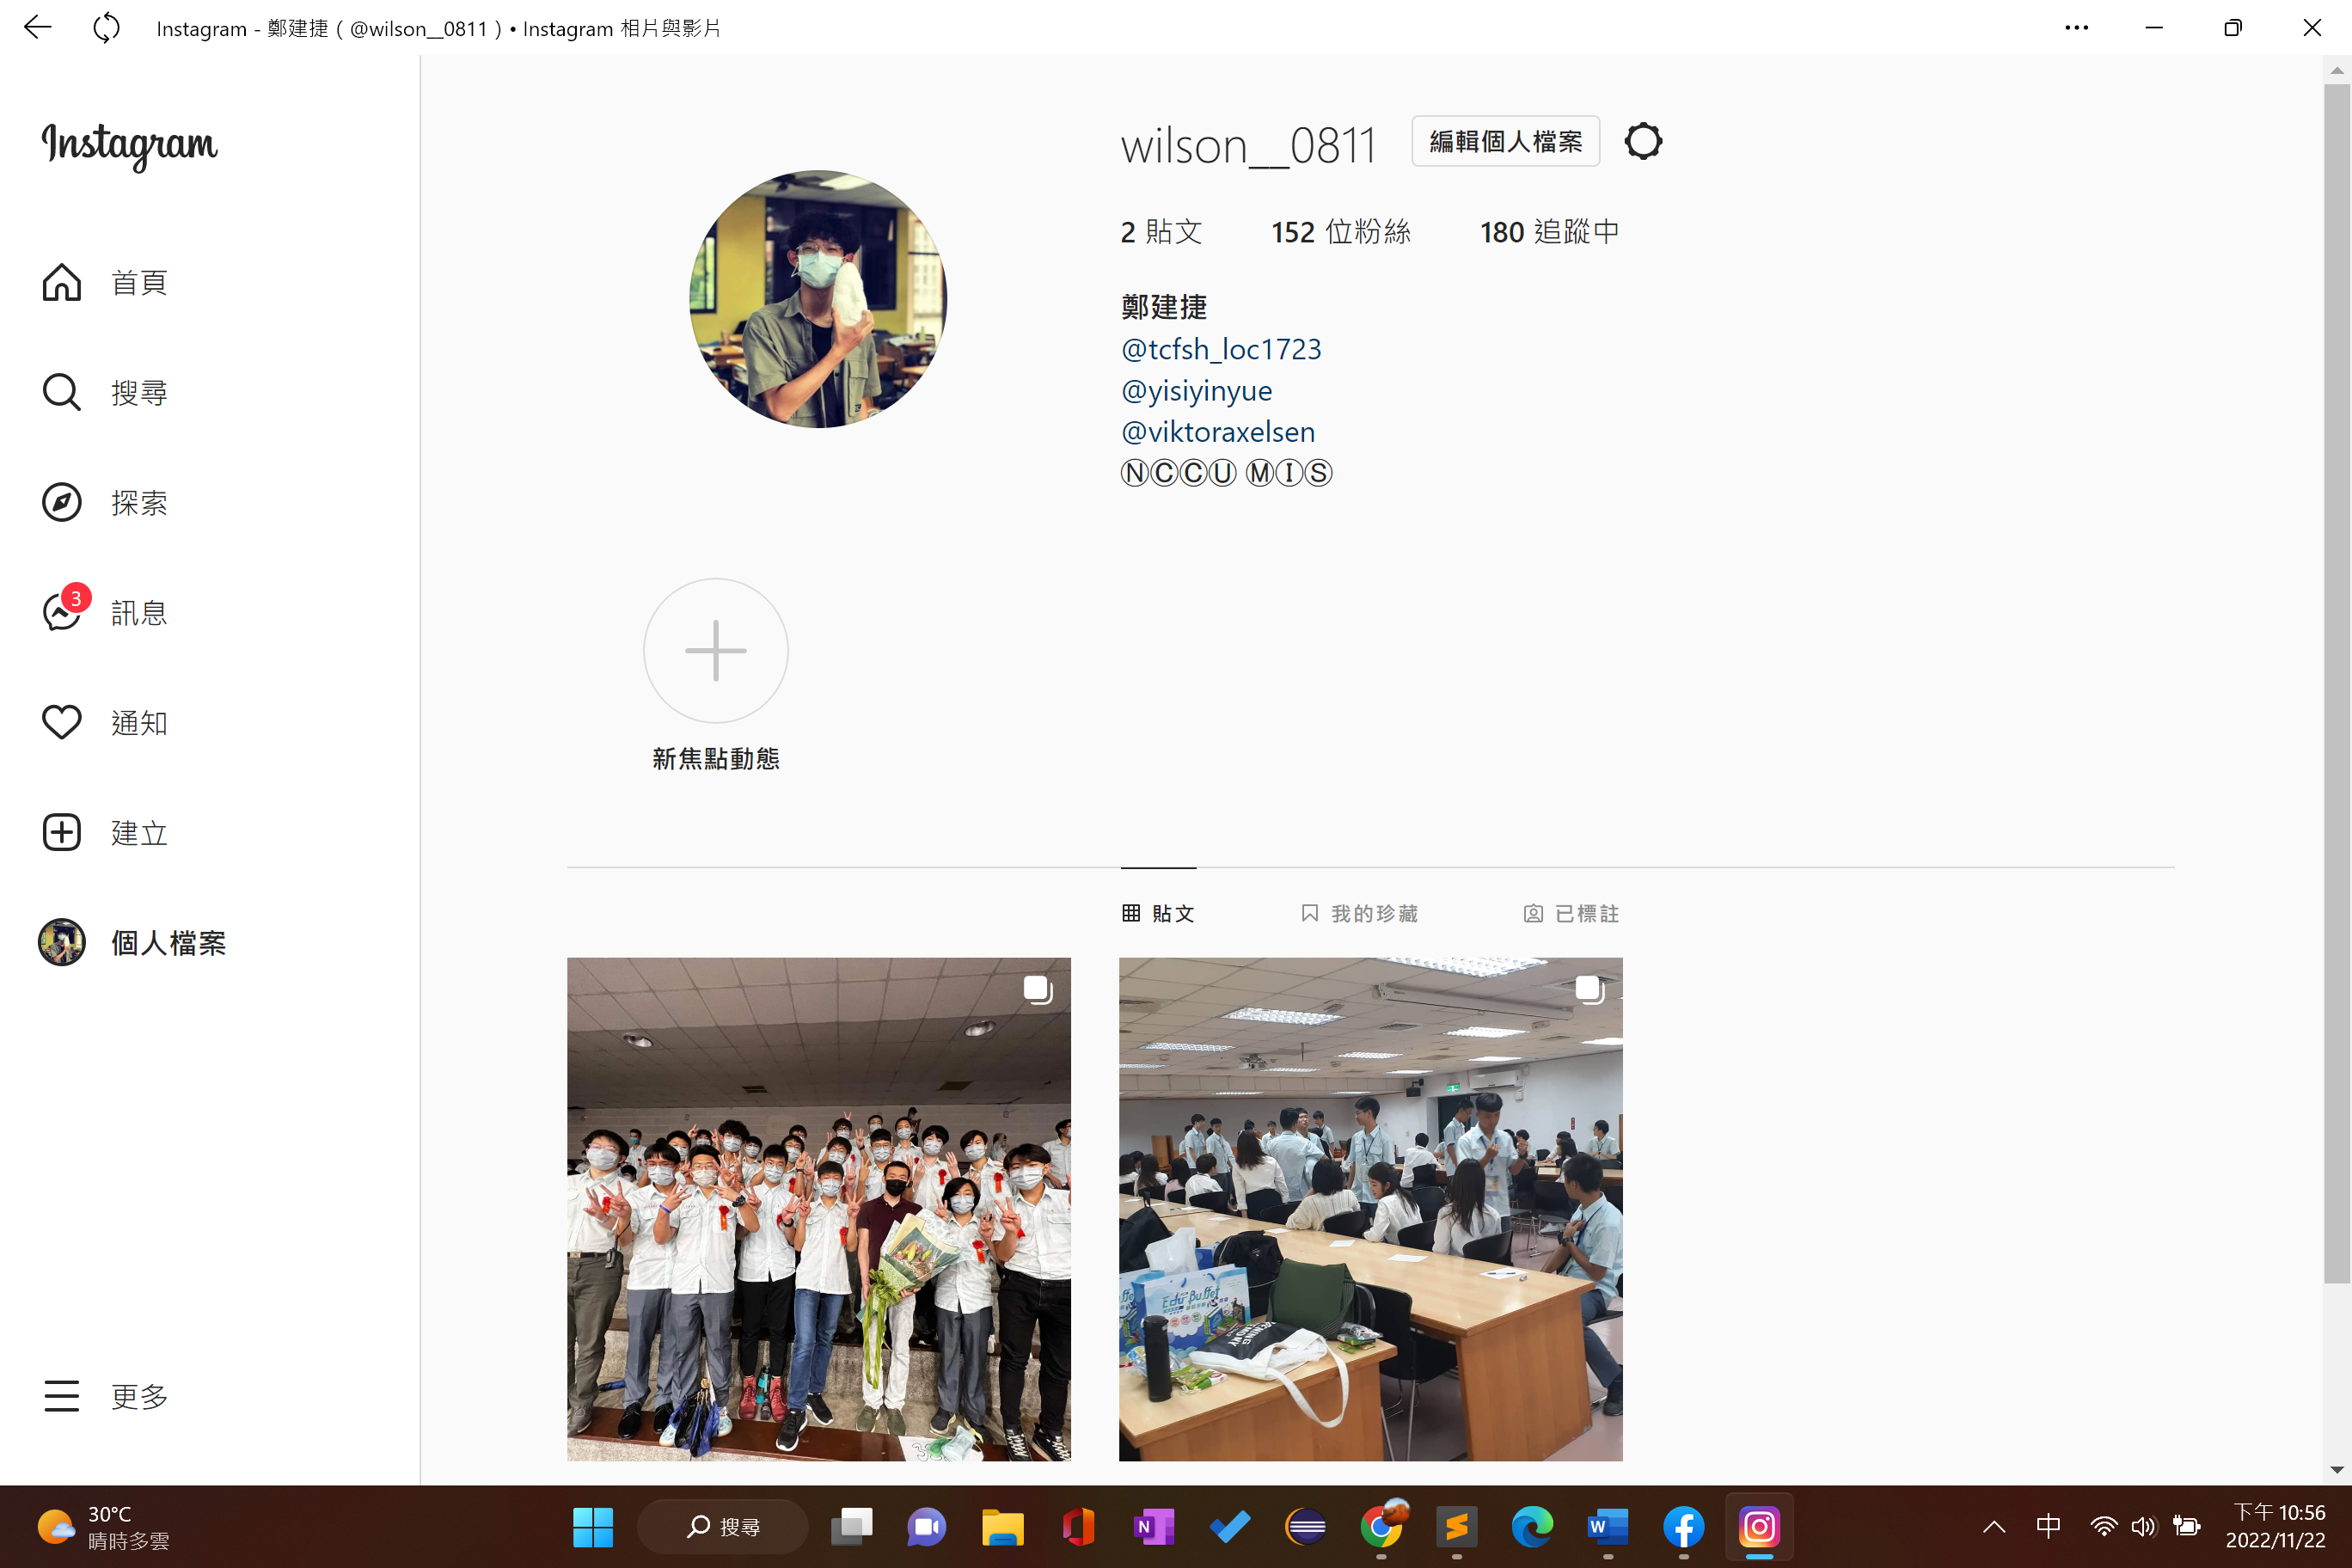 Instagram - 鄭建捷 ( @wilson__0811 ) • Instagram 相片與影片
Instagram
首頁
搜尋
探索
3
訊息
通知
建立
個人檔案
更多
wilson__0811
編輯個人檔案
2 貼文
152 位粉絲
180 追蹤中
鄭建捷
@tcfsh_loc1723
@yisiyinyue
@viktoraxelsen
ⓃⒸⒸⓊ ⓂⒾⓈ
新焦點動態
貼文
我的珍藏
已標註
Edu Buffet
30°C
晴時多雲
搜尋
N
W
中
下午 10:56
2022/11/22